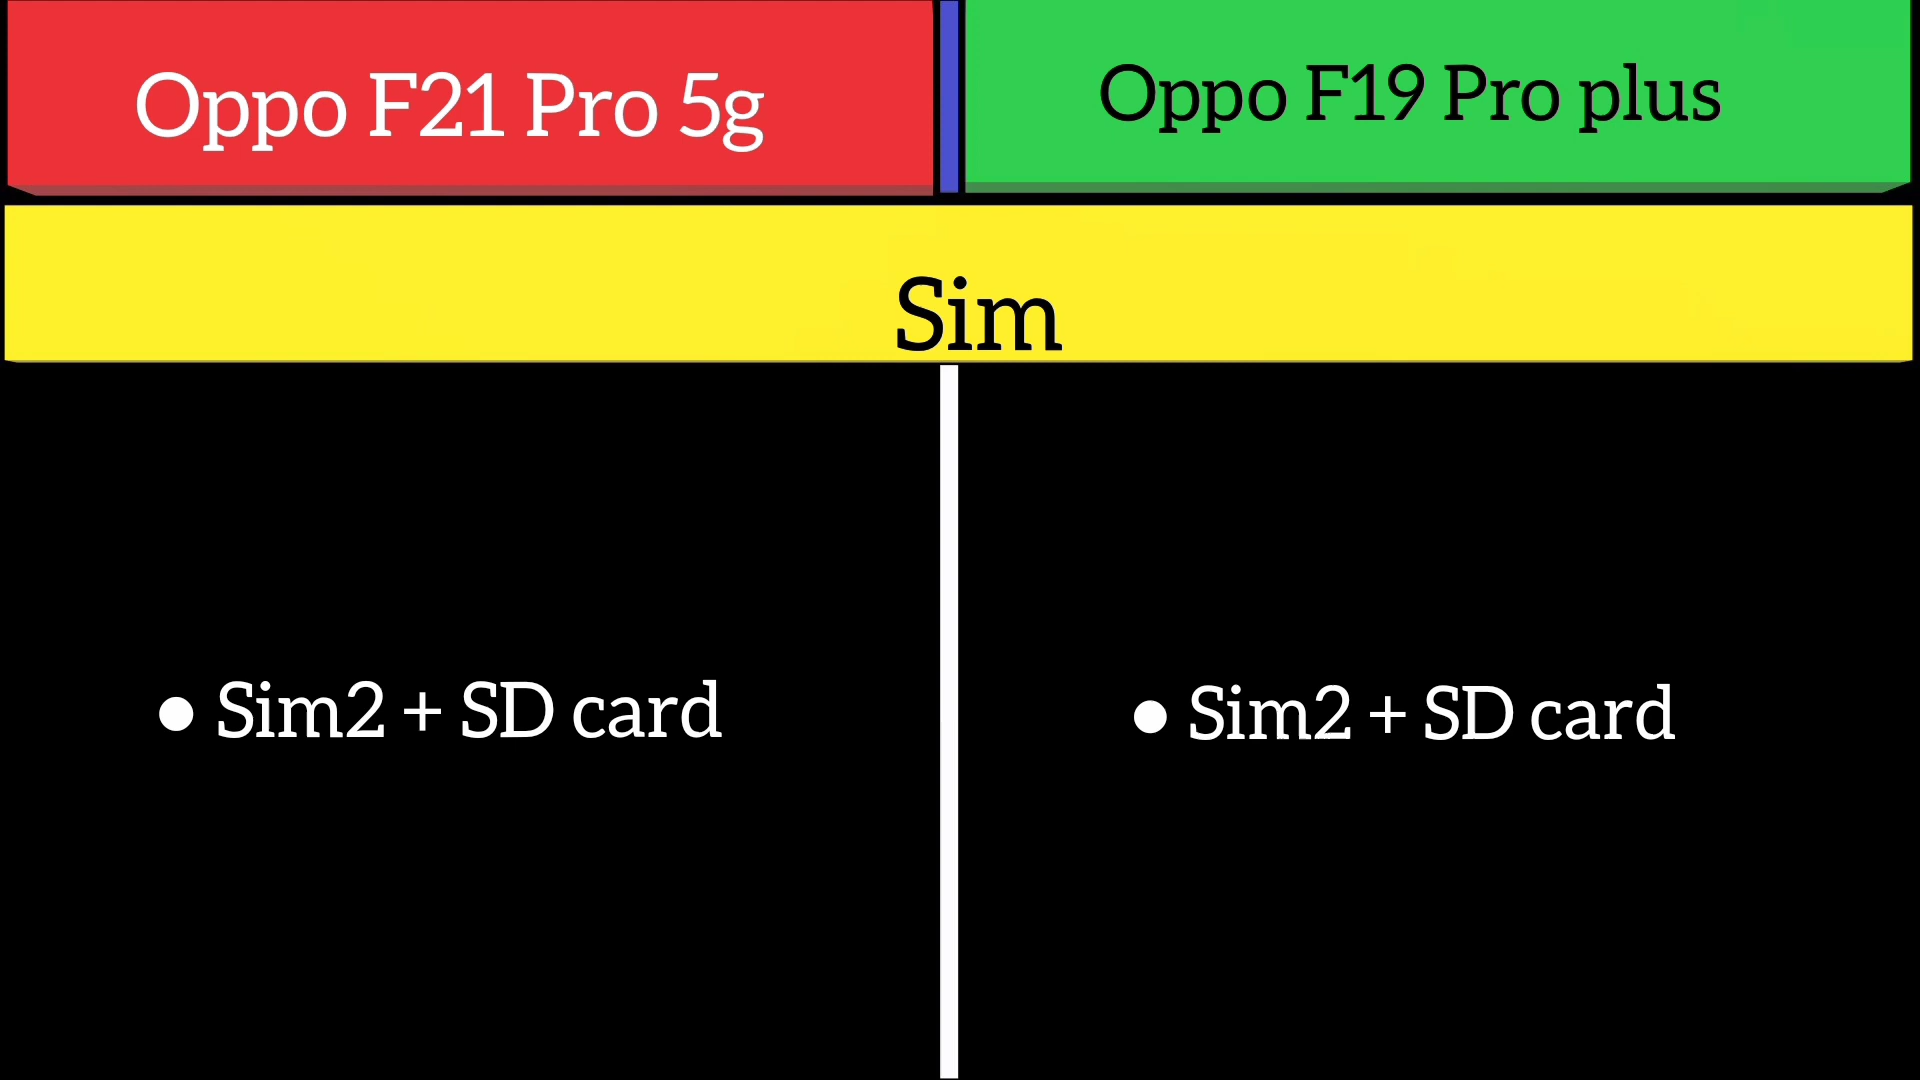 Oppo F21 Pro 5g
Oppo F19 Pro plus
Sim
● Sim2 + SD card
● Sim2 + SD card